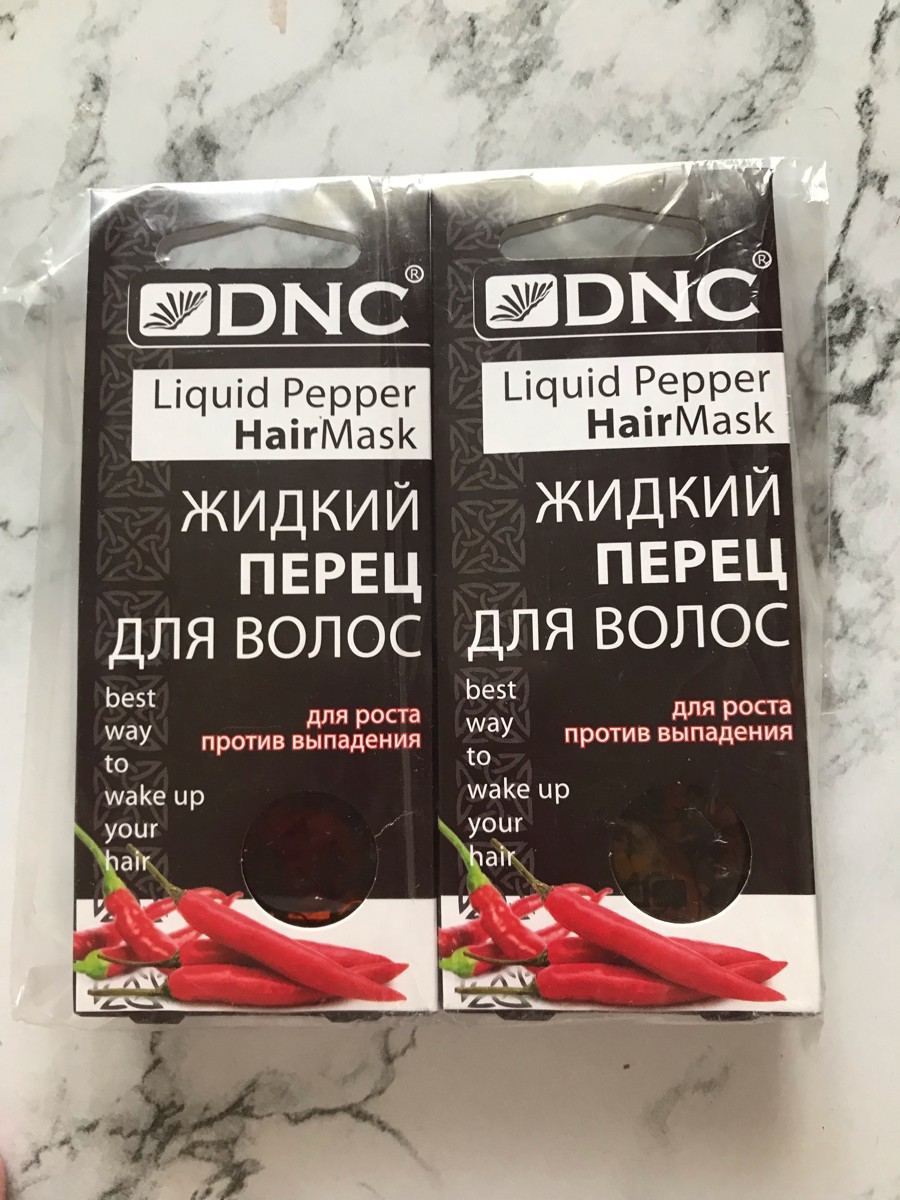 DNC®
Liquid Pepper
HairMask
ЖИДКИЙ
ПЕРЕЦ
ДЛЯ ВОЛОС
best
way
to
wake up
your
hair
для роста
против выпадения
DNC®
Liquid Pepper
HairMask
ЖИДКИЙ
ПЕРЕЦ
ДЛЯ ВОЛОС
best
way
to
wake up
your
hair
для роста
против выпадения